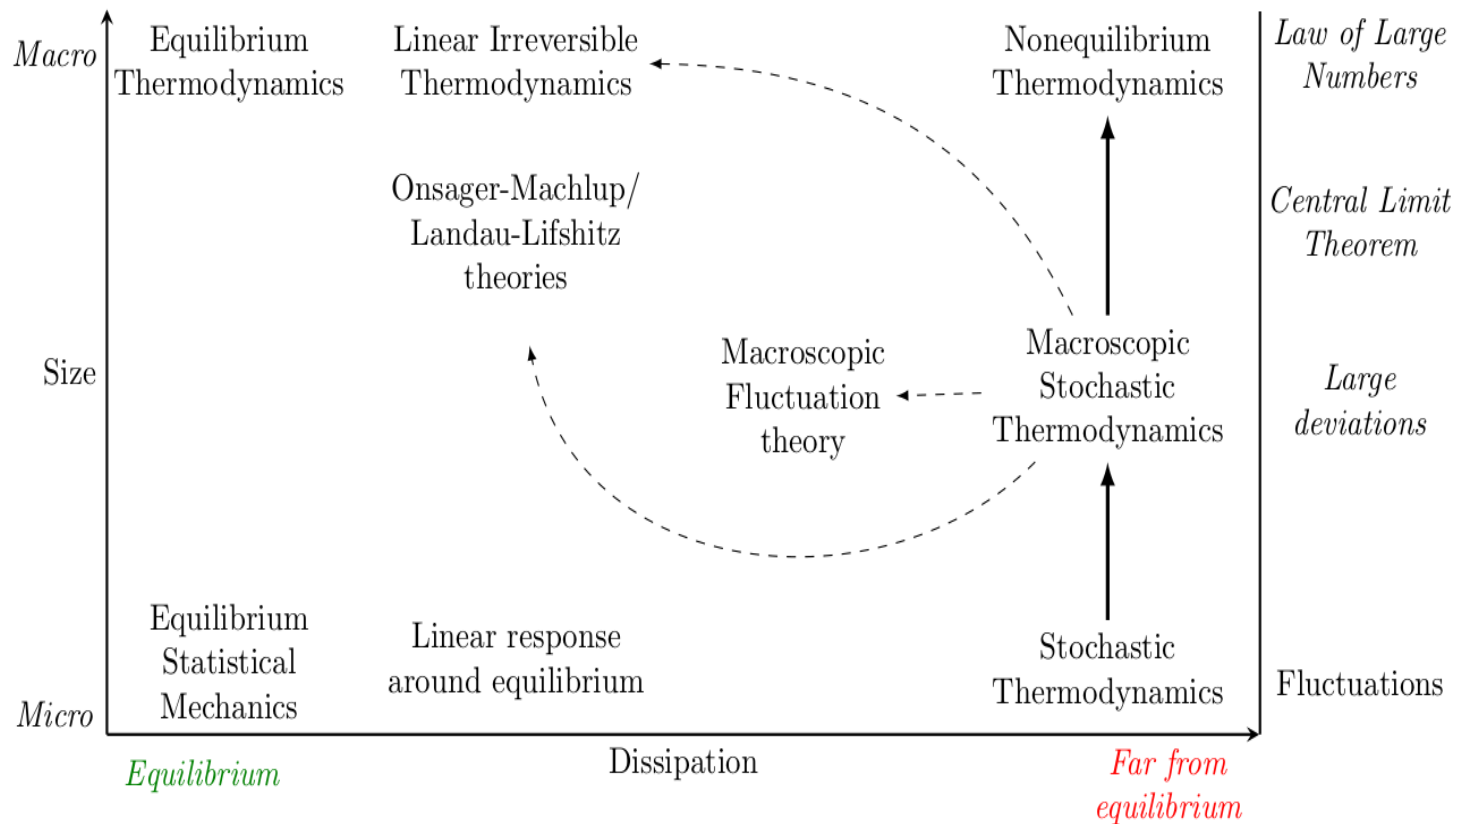 Macro
Equilibrium
Thermodynamics
Linear Irreversible
Thermodynamics
Nonequilibrium
Thermodynamics
Law of Large
Numbers
Onsager-Machlup/
Landau-Lifshitz
theories
Central Limit
Theorem
Size
Macroscopic
Fluctuation
theory
Macroscopic
Stochastic
Thermodynamics
Large
deviations
Micro
Equilibrium
Statistical
Mechanics
Linear response
around equilibrium
Stochastic
Thermodynamics
Fluctuations
Equilibrium
Dissipation
Far from
equilibrium